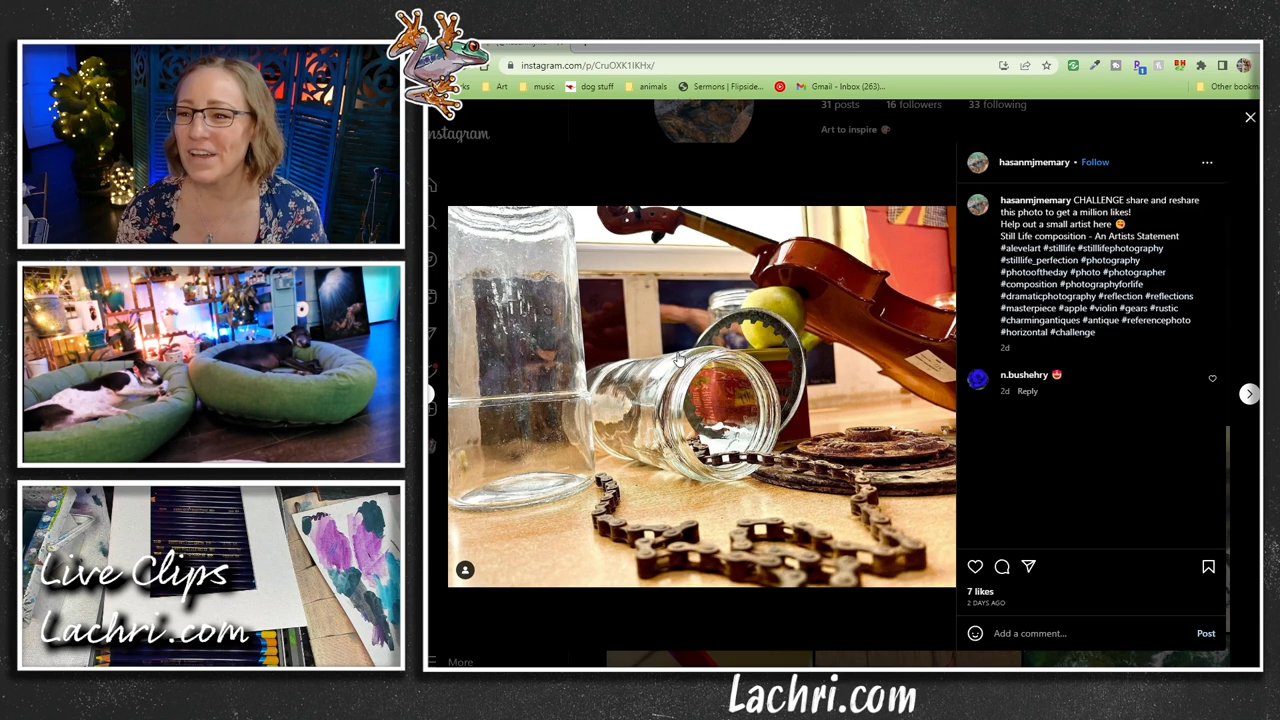 instagram.com/p/CruOXK1IKHx/
Art
music
dog stuff
animals
Sermons | Flipside...
Gmail - Inbox (263)...
Other bookm
31 posts
16 followers
33 following
Art to inspire
nstagram
hasanmjmemary • Follow
hasanmjmemary CHALLENGE share and reshare
this photo to get a million likes!
Help out a small artist here 😊
Still Life composition - An Artists Statement
#alevelart #stilllife #stilllifephotography
#stilllife_perfection #photography
#photooftheday #photo #photographer
#composition #photographyforlife
#dramaticphotography #reflection #reflections
#masterpiece #apple #violin #gears #rustic
#charmingantiques #antique #referencephoto
#horizontal #challenge
2d
n.bushehry 😍
2d Reply
7 likes
2 DAYS AGO
Add a comment...
Post
More
Live Clips
Lachri.com
Lachri.com